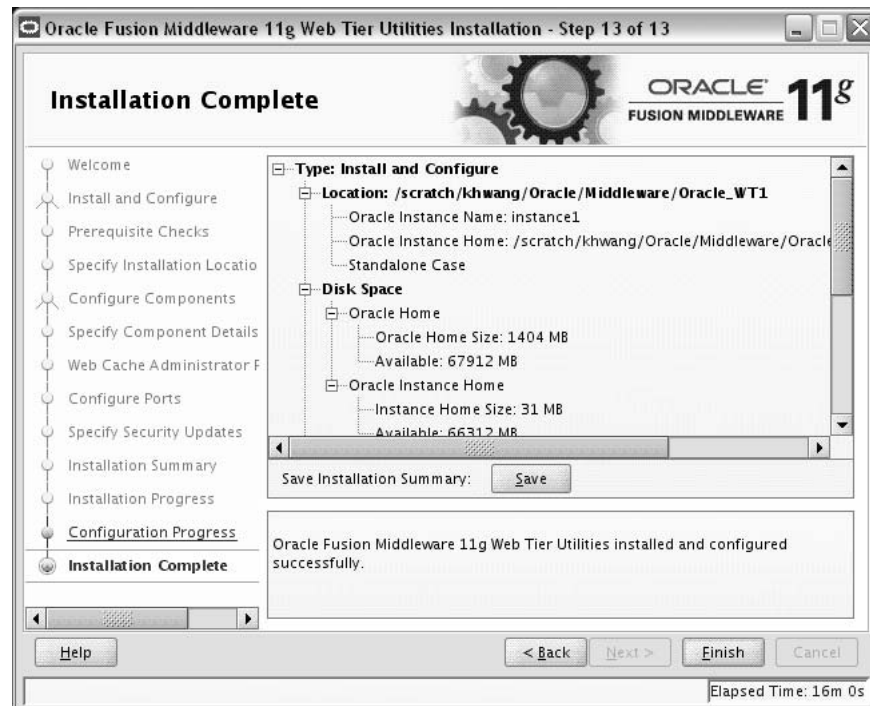 Oracle Fusion Middleware 11g Web Tier Utilities Installation - Step 13 of 13
Installation Complete
ORACLE
FUSION MIDDLEWARE
11g
Welcome
Install and Configure
Prerequisite Checks
Specify Installation Locatio
Configure Components
Specify Component Details
Web Cache Administrator P
Configure Ports
Specify Security Updates
Installation Summary
Installation Progress
Configuration Progress
Installation Complete
Type: Install and Configure
Location: /scratch/khwang/Oracle/Middleware/Oracle_WT1
Oracle Instance Name: instance1
Oracle Instance Home: /scratch/khwang/Oracle/Middleware/Oracle
Standalone Case
Disk Space
Oracle Home
Oracle Home Size: 1404 MB
Available: 67912 MB
Oracle Instance Home
Instance Home Size: 31 MB
Available: 66312 MB
Save Installation Summary: Save
Oracle Fusion Middleware 11g Web Tier Utilities installed and configured
successfully.
Help < Back Next > Finish Cancel
Elapsed Time: 16m 0s